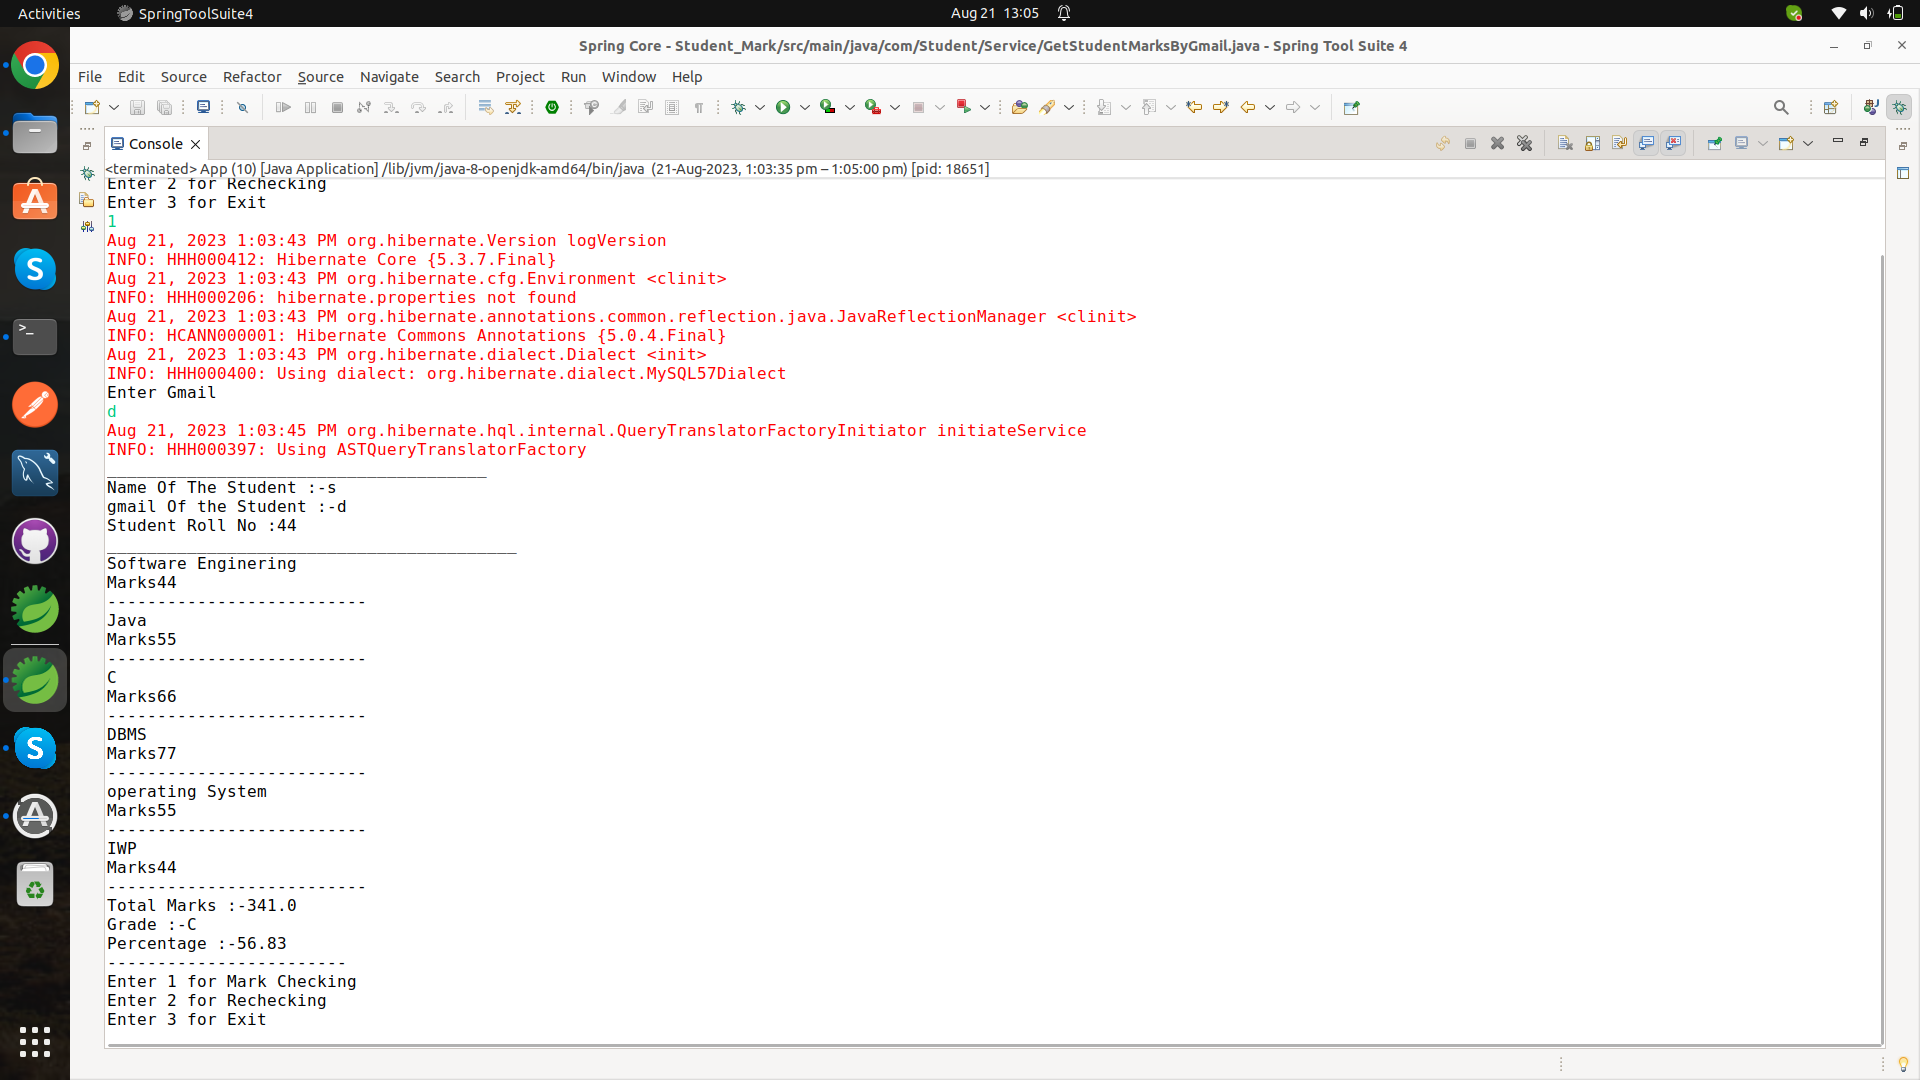 Activities
SpringToolSuite4
Aug 21 13:05
Spring Core - Student_Mark/src/main/java/com/Student/Service/GetStudentMarksByGmail.java - Spring Tool Suite 4
File Edit Source Refactor Source Navigate Search Project Run Window Help
Console
<terminated> App (10) [Java Application] /lib/jvm/java-8-openjdk-amd64/bin/java (21-Aug-2023, 1:03:35 pm – 1:05:00 pm) [pid: 18651]
Enter 2 for Rechecking
Enter 3 for Exit
1
Aug 21, 2023 1:03:43 PM org.hibernate.Version logVersion
INFO: HHH000412: Hibernate Core {5.3.7.Final}
Aug 21, 2023 1:03:43 PM org.hibernate.cfg.Environment <clinit>
INFO: HHH000206: hibernate.properties not found
Aug 21, 2023 1:03:43 PM org.hibernate.annotations.common.reflection.java.JavaReflectionManager <clinit>
INFO: HCANN000001: Hibernate Commons Annotations {5.0.4.Final}
Aug 21, 2023 1:03:43 PM org.hibernate.dialect.Dialect <init>
INFO: HHH000400: Using dialect: org.hibernate.dialect.MySQL57Dialect
Enter Gmail
d
Aug 21, 2023 1:03:45 PM org.hibernate.hql.internal.QueryTranslatorFactoryInitiator initiateService
INFO: HHH000397: Using ASTQueryTranslatorFactory
______________________________________
Name Of The Student :-s
gmail Of the Student :-d
Student Roll No :44
_________________________________________
Software Enginering
Marks44
--------------------------
Java
Marks55
--------------------------
C
Marks66
--------------------------
DBMS
Marks77
--------------------------
operating System
Marks55
--------------------------
IWP
Marks44
--------------------------
Total Marks :-341.0
Grade :-C
Percentage :-56.83
------------------------
Enter 1 for Mark Checking
Enter 2 for Rechecking
Enter 3 for Exit